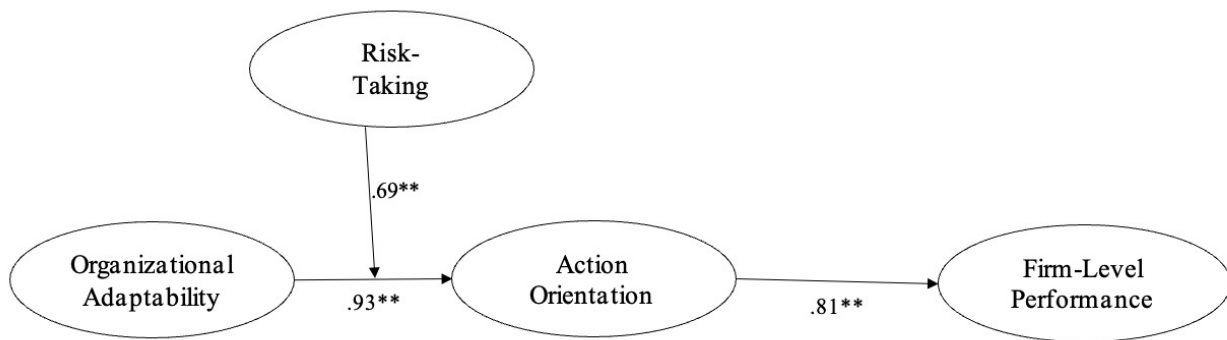 Risk-
Taking
.69**
Organizational
Adaptability
.93**
Action
Orientation
.81**
Firm-Level
Performance